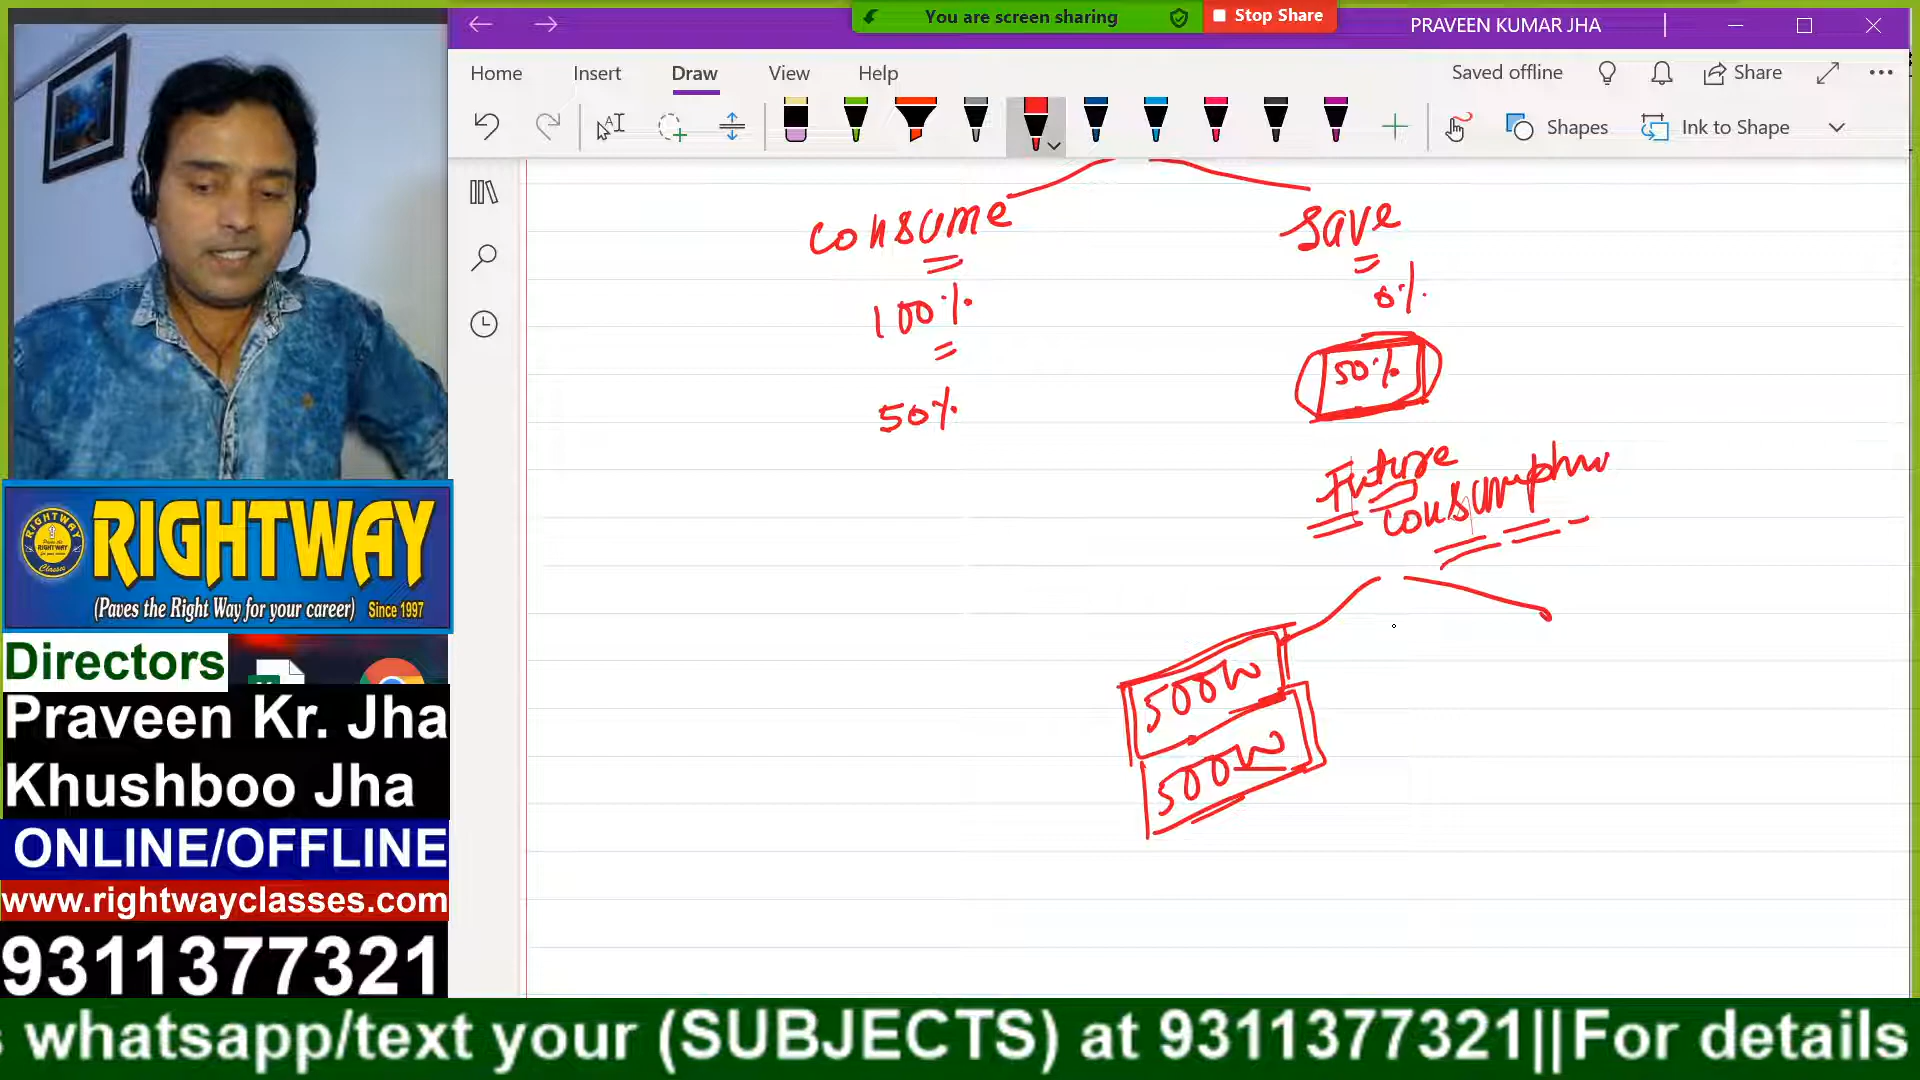 You are screen sharing
Stop Share
PRAVEEN KUMAR JHA
Home
Insert
Draw
View
Help
Saved offline
Share
Shapes
Ink to Shape
consume
save
100%
0%
50%
50%
Future
consumption
500W
500W
RIGHTWAY
(Paves the Right Way for your career)
Since 1997
Directors
Praveen Kr. Jha
Khushboo Jha
ONLINE/OFFLINE
www.rightwayclasses.com
9311377321
whatsapp/text your (SUBJECTS) at 9311377321||For details